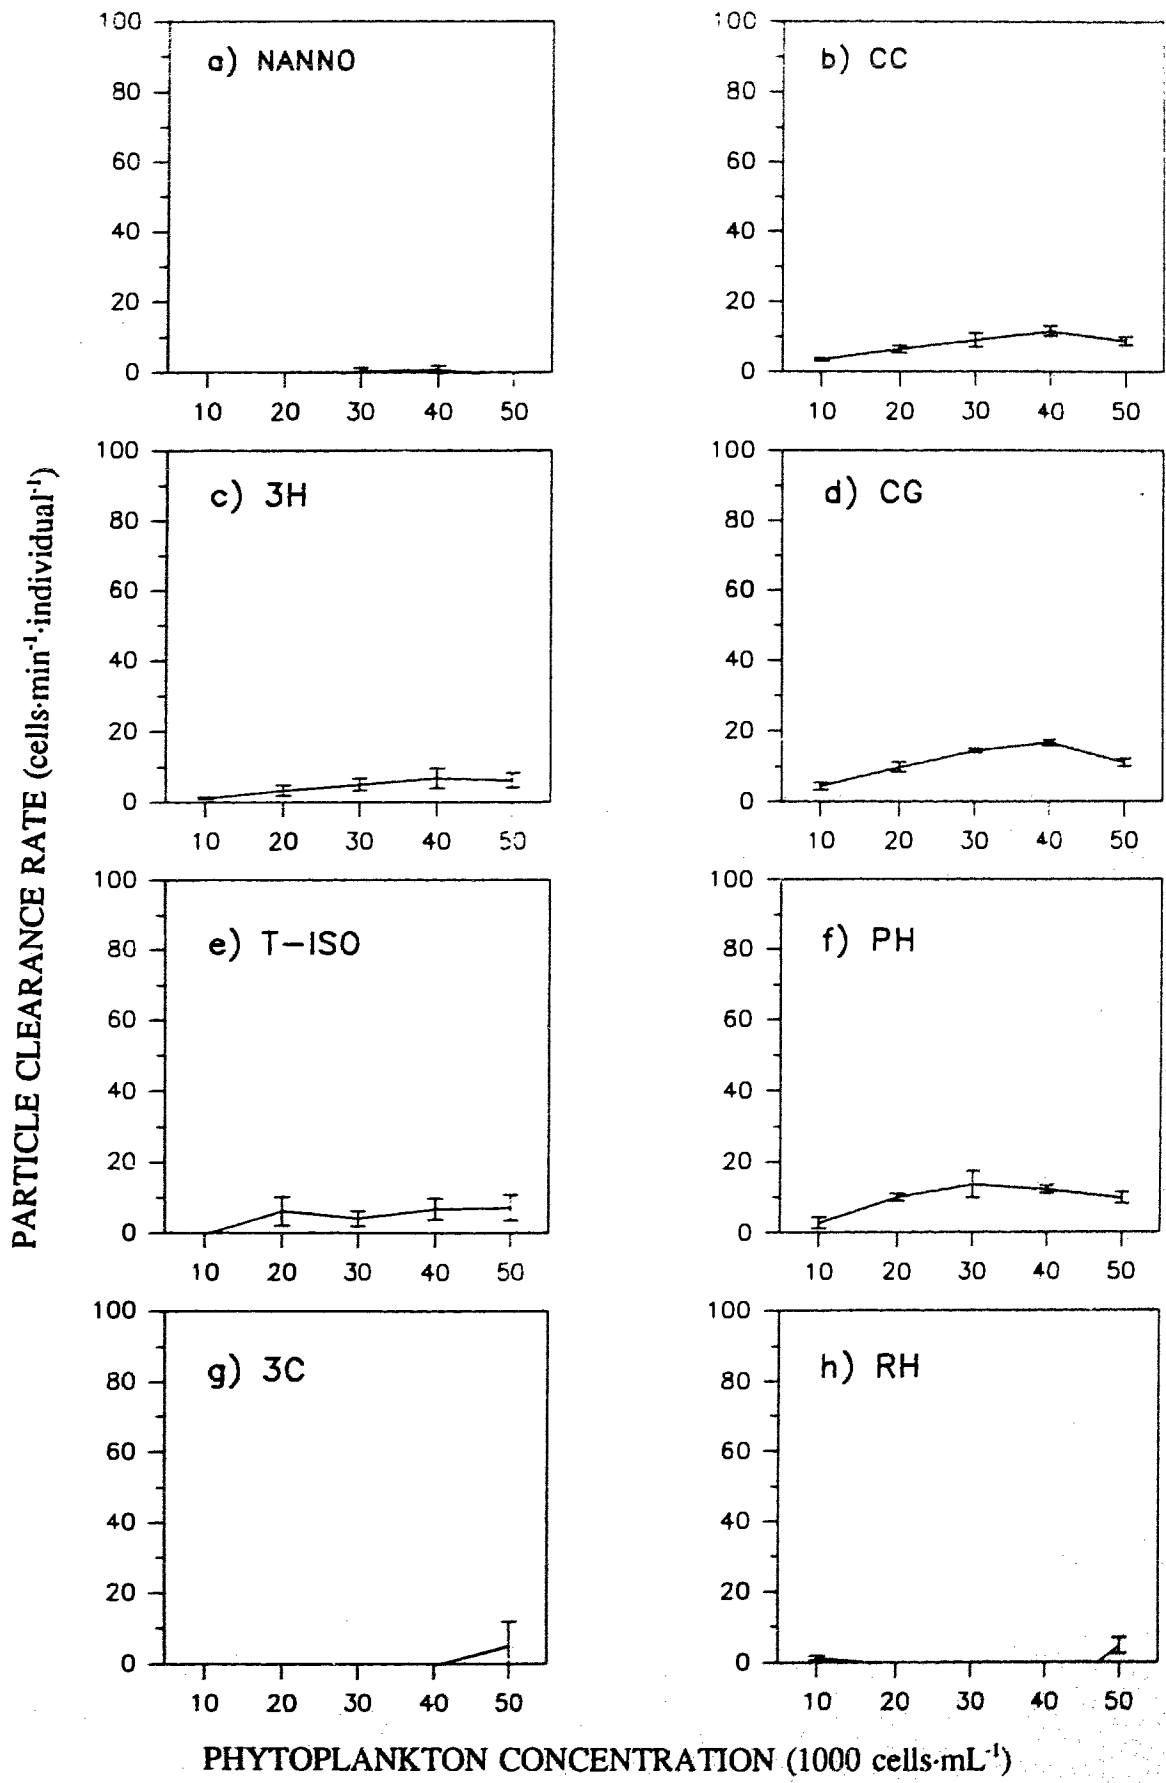 PARTICLE CLEARANCE RATE (cells·min⁻¹·individual⁻¹)
a) NANNO
100
80
60
40
20
0
10 20 30 40 50
b) CC
100
80
60
40
20
0
10 20 30 40 50
c) 3H
100
80
60
40
20
0
10 20 30 40 50
d) CG
100
80
60
40
20
0
10 20 30 40 50
e) T-ISO
100
80
60
40
20
0
10 20 30 40 50
f) PH
100
80
60
40
20
0
10 20 30 40 50
g) 3C
100
80
60
40
20
0
10 20 30 40 50
h) RH
100
80
60
40
20
0
10 20 30 40 50
PHYTOPLANKTON CONCENTRATION (1000 cells·mL⁻¹)